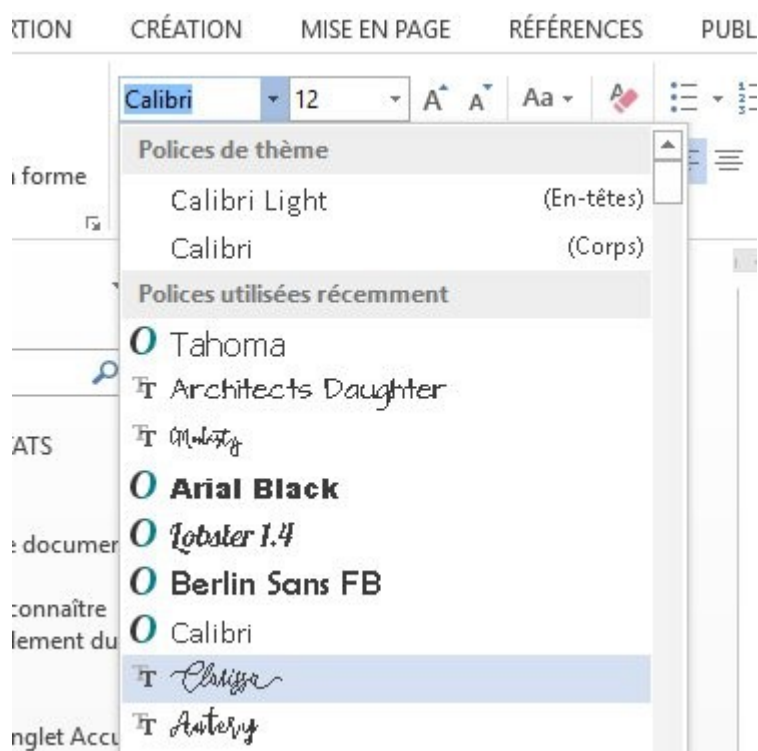 RTION CRÉATION MISE EN PAGE RÉFÉRENCES PUBL
Calibri 12 A A Aa
Polices de thème
forme
Calibri Light (En-têtes)
Calibri (Corps)
Polices utilisées récemment
Tahoma
Architects Daughter
Modesty
ATS
Arial Black
Lobster 1.4
e documen
Berlin Sans FB
connaître
Calibri
lement du
Clarissa
Autery
nglet Accu